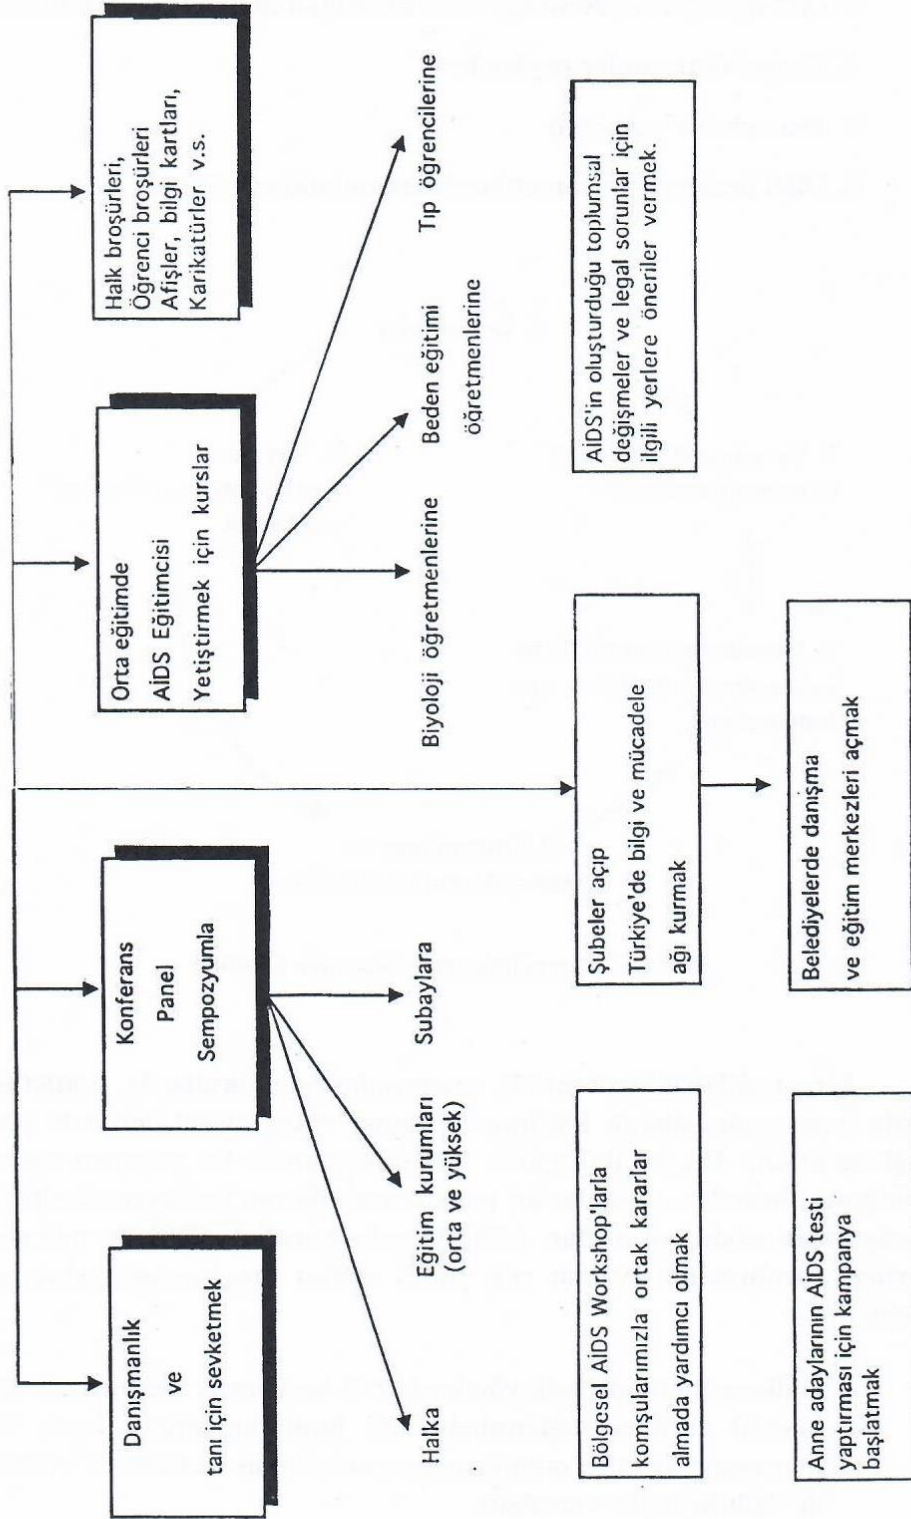 Danışmanlık
ve
tanı için sevketmek
Konferans
Panel
Sempozyumla
Orta eğitimde
AİDS Eğitimcisi
Yetiştirmek için kurslar
Halk broşürleri,
Öğrenci broşürleri
Afişler, bilgi kartları,
Karikatürler v.s.
Halka
Eğitim kurumları
(orta ve yüksek)
Subaylara
Biyoloji öğretmenlerine
Beden eğitimi
öğretmenlerine
Tıp öğrencilerine
Bölgesel AİDS Workshop'larla
komşularımızla ortak kararlar
almada yardımcı olmak
Şubeler açıp
Türkiye'de bilgi ve mücadele
ağı kurmak
AİDS'in oluşturduğu toplumsal
değişmeler ve legal sorunlar için
ilgili yerlere öneriler vermek.
Anne adaylarının AİDS testi
yaptırması için kampanya
başlatmak
Belediyelerde danışma
ve eğitim merkezleri açmak